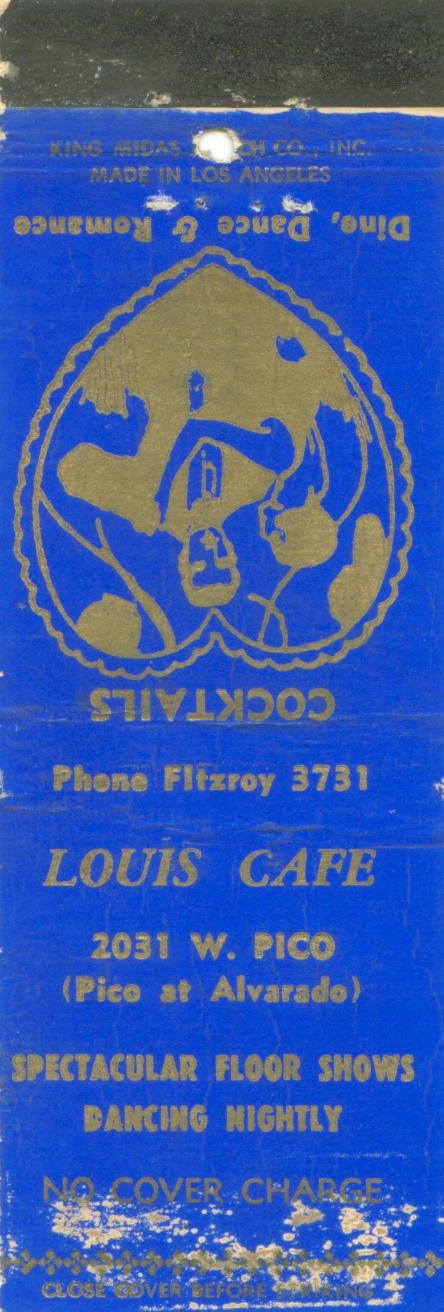 KING MIDAS MATCH CO., INC.
MADE IN LOS ANGELES
Dine, Dance & Romance
COCKTAILS
Phone FItzroy 3731
LOUIS CAFE
2031 W. PICO
(Pico at Alvarado)
SPECTACULAR FLOOR SHOWS
DANCING NIGHTLY
NO COVER CHARGE
CLOSE COVER BEFORE STRIKING